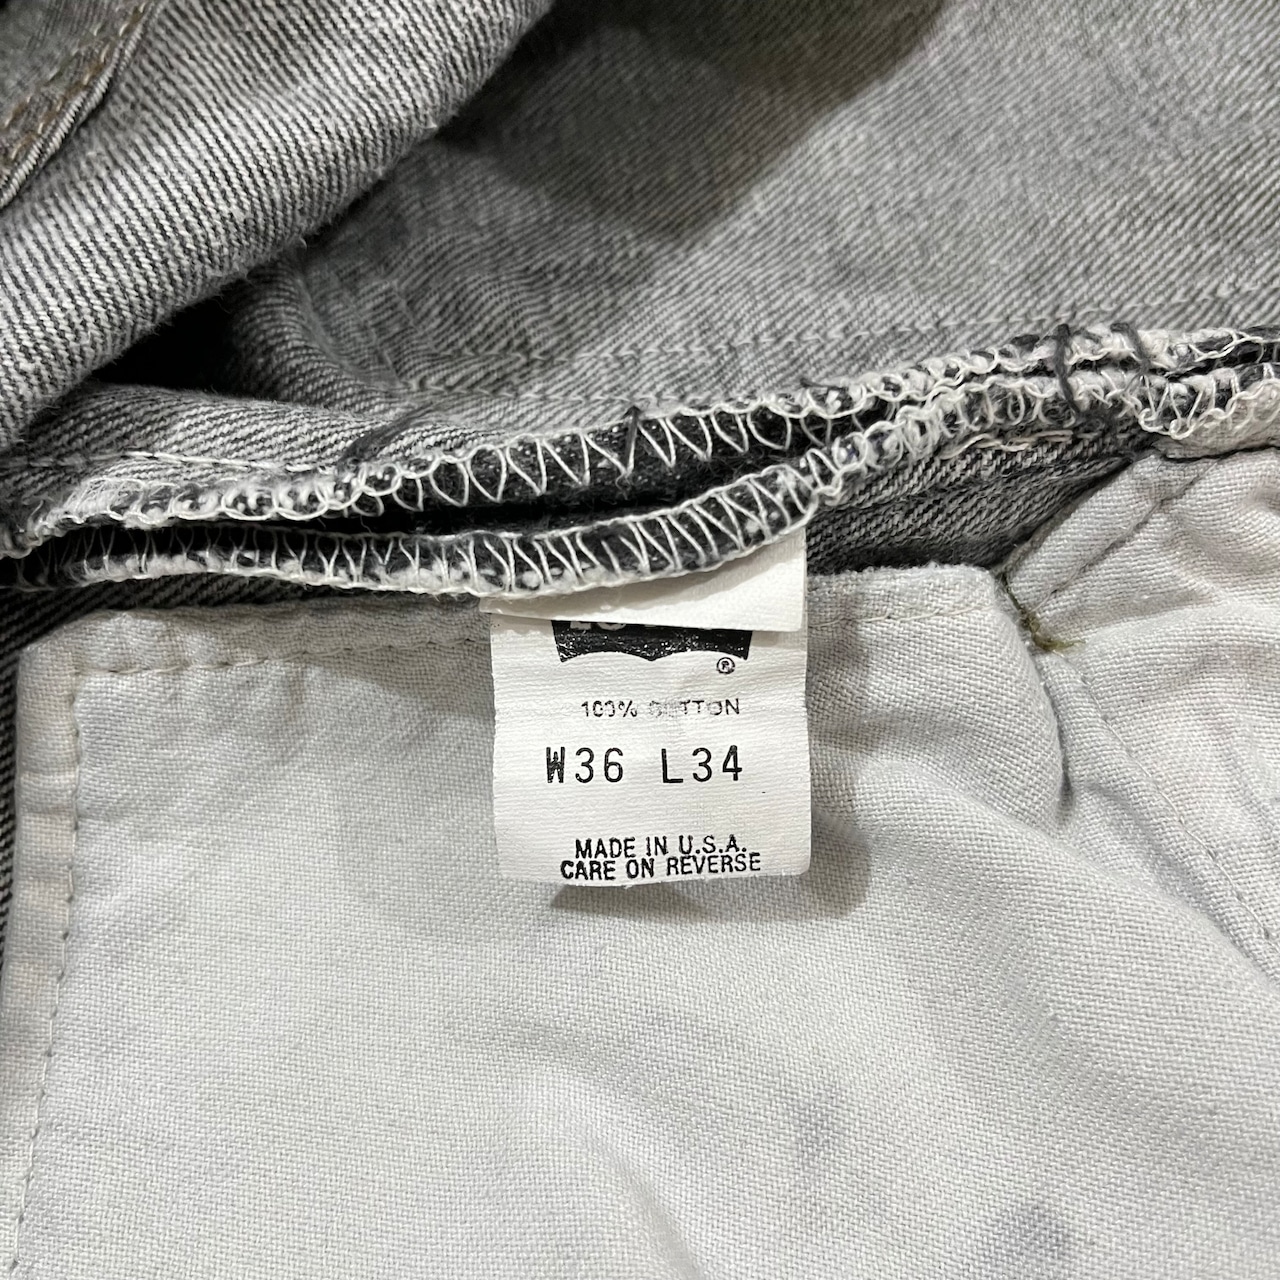 ®
100% COTTON
W36 L34
MADE IN U.S.A.
CARE ON REVERSE